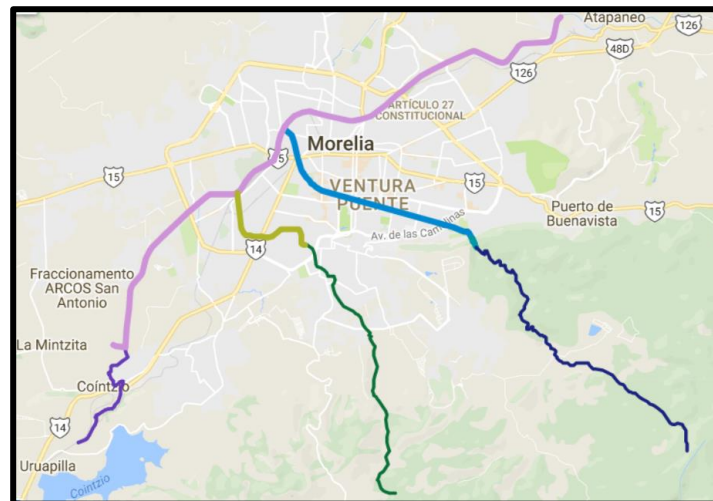 Atapaneo
126
48D
126
ARTÍCULO 27
CONSTITUCIONAL
Morelia
15
VENTURA
PUENTE
15
Puerto de
Buenavista
15
Av. de las Camelinas
14
Fraccionamento
ARCOS San
Antonio
La Mintzita
Cointzio
14
Uruapilla
Cointzio